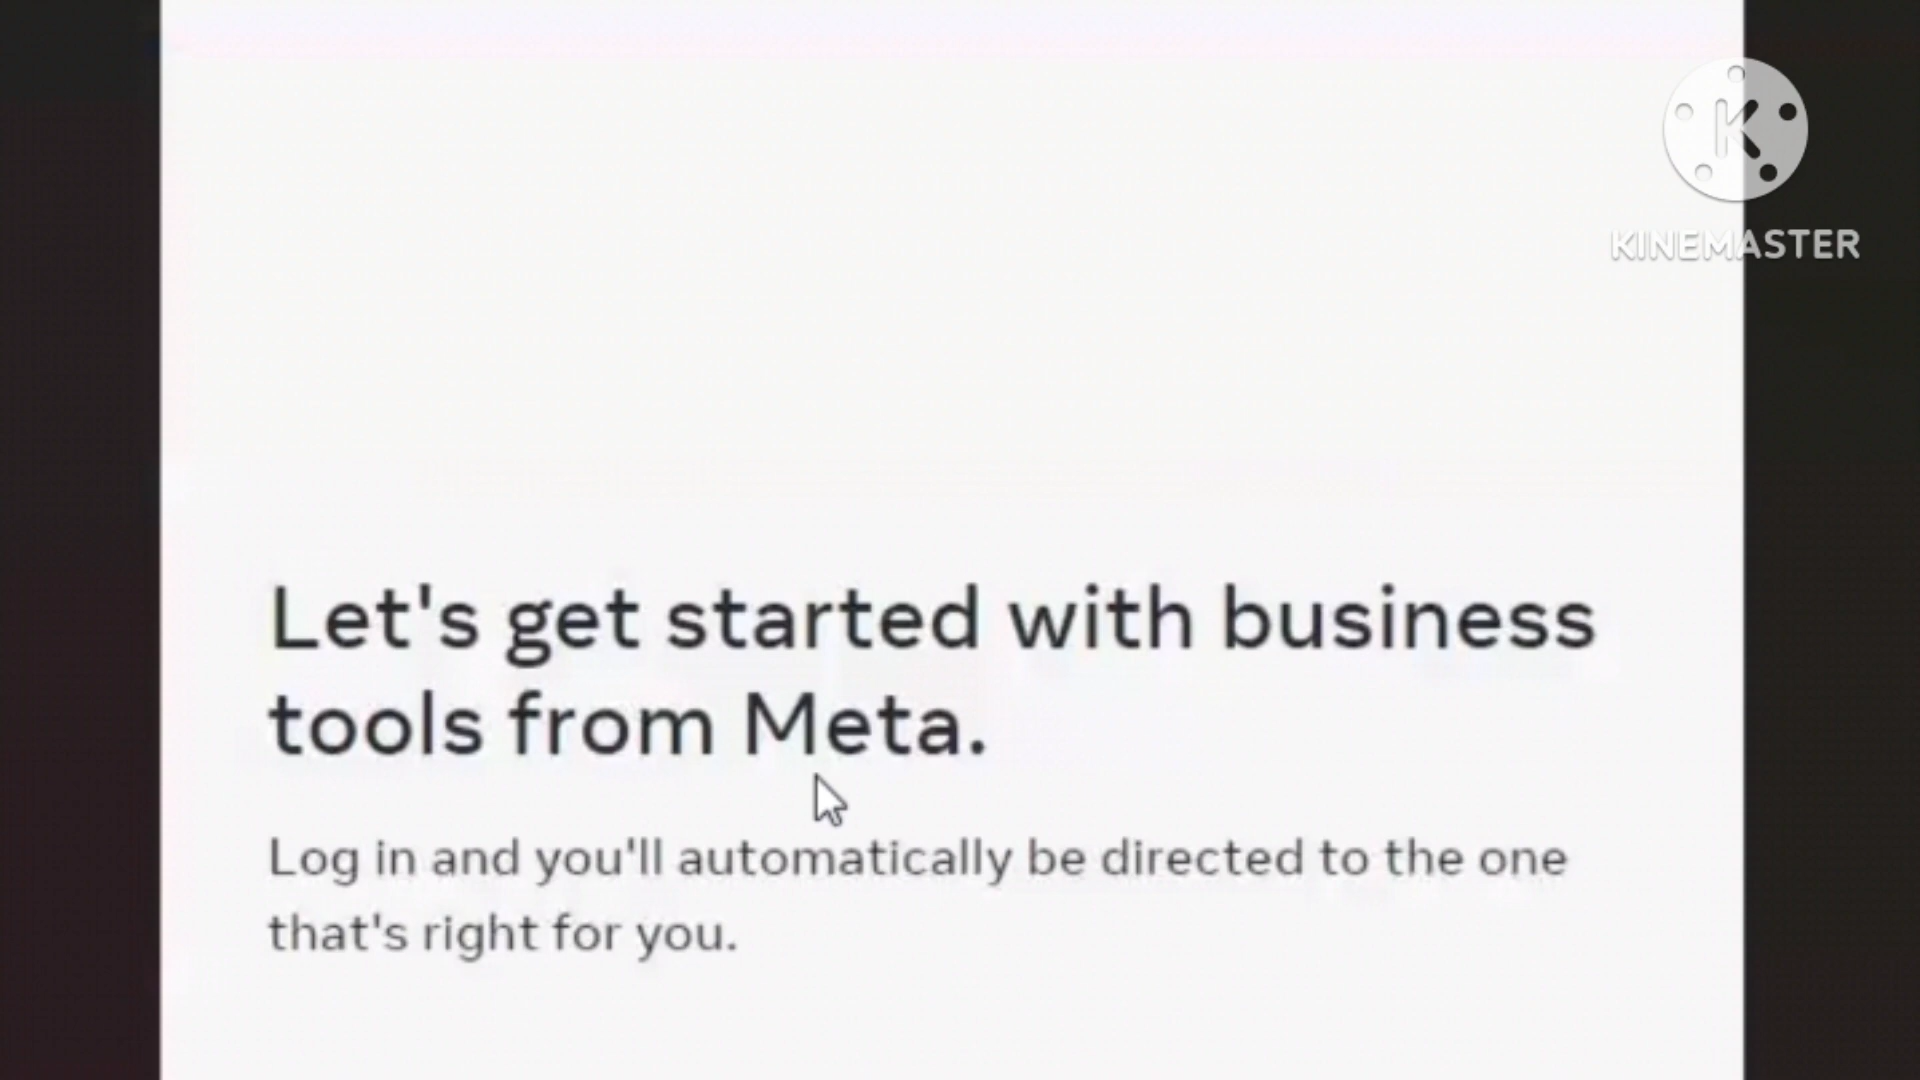 K
KINEMASTER
Let's get started with business
tools from Meta.
Log in and you'll automatically be directed to the one
that's right for you.